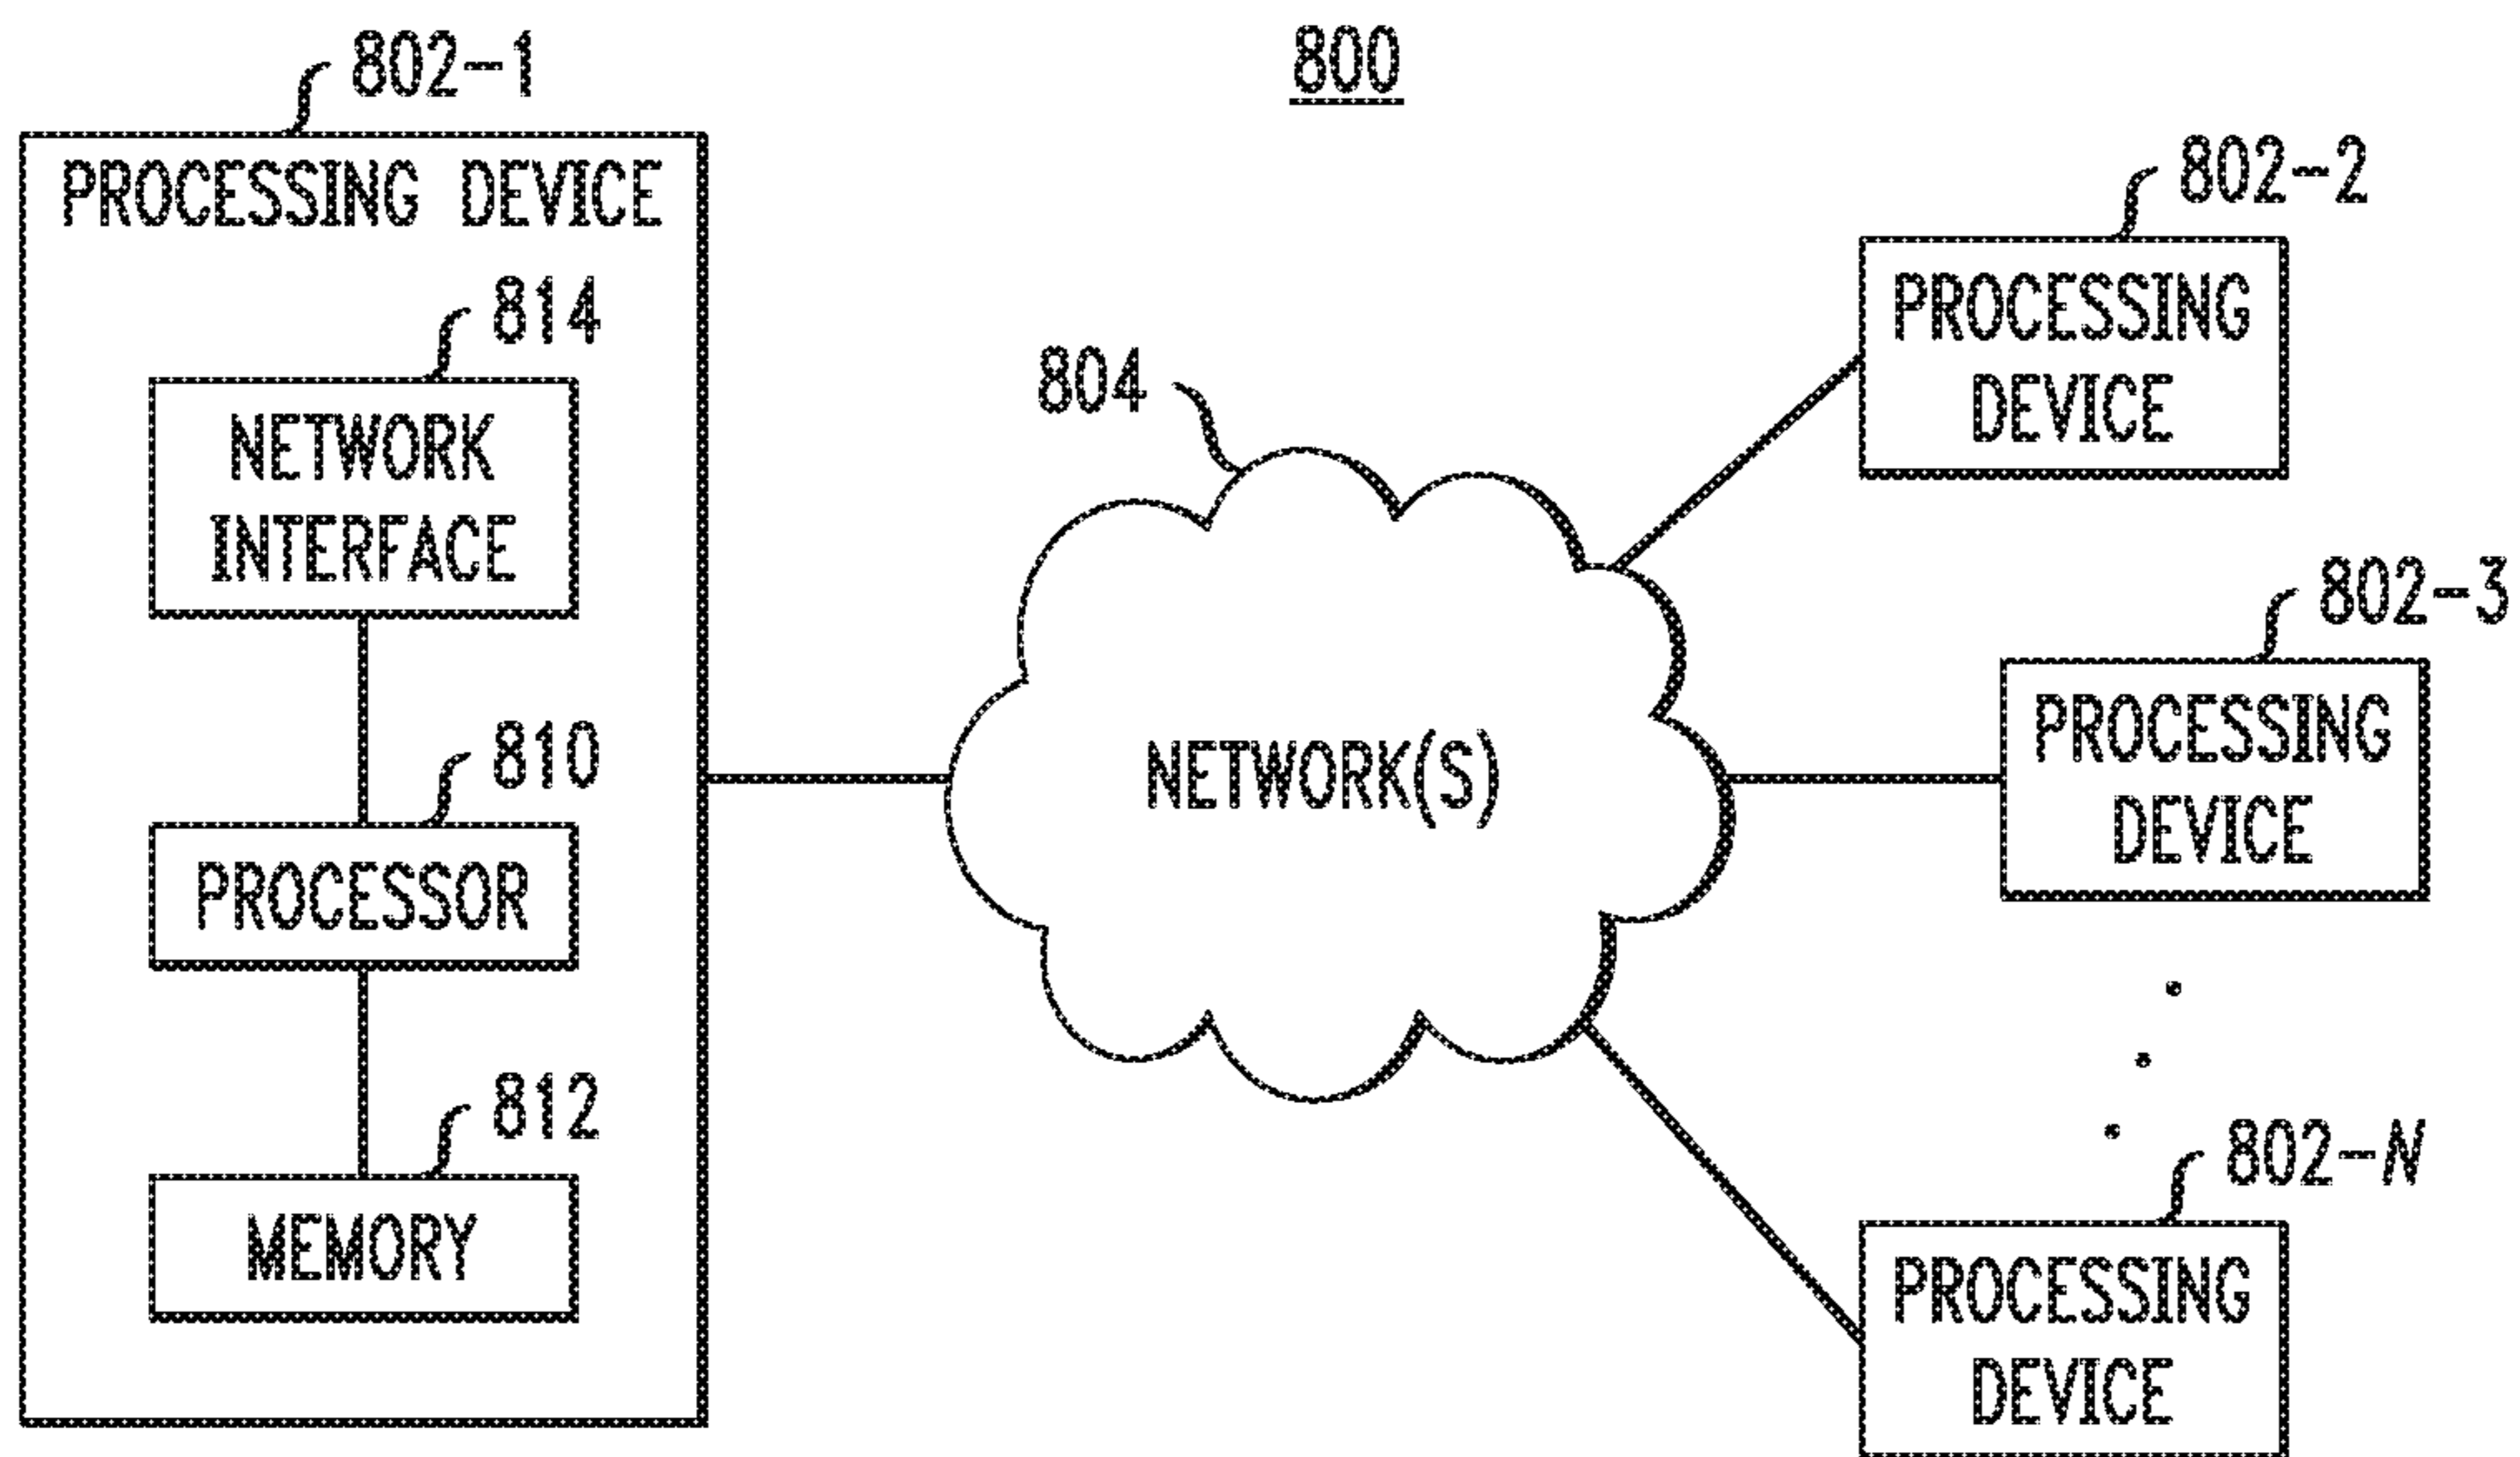 800
802-1
PROCESSING DEVICE
814
NETWORK
INTERFACE
810
PROCESSOR
812
MEMORY
804
NETWORK(S)
802-2
PROCESSING
DEVICE
802-3
PROCESSING
DEVICE
802-N
PROCESSING
DEVICE